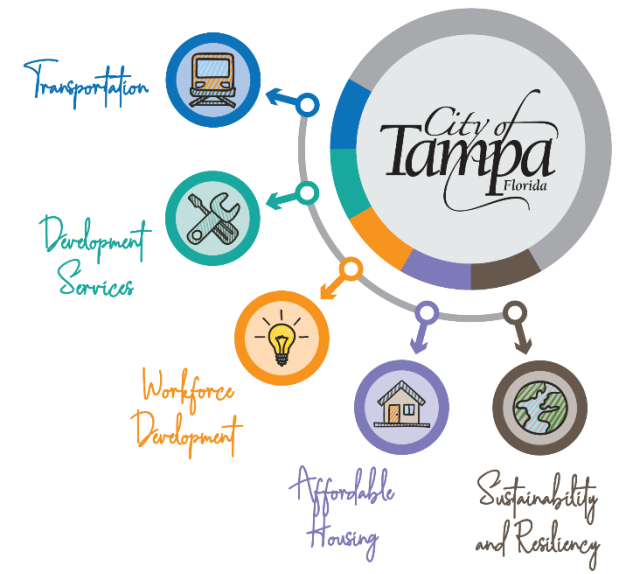 City of
Tampa
Florida
Transportation
Development
Services
Workforce
Development
Affordable
Housing
Sustainability
and Resiliency